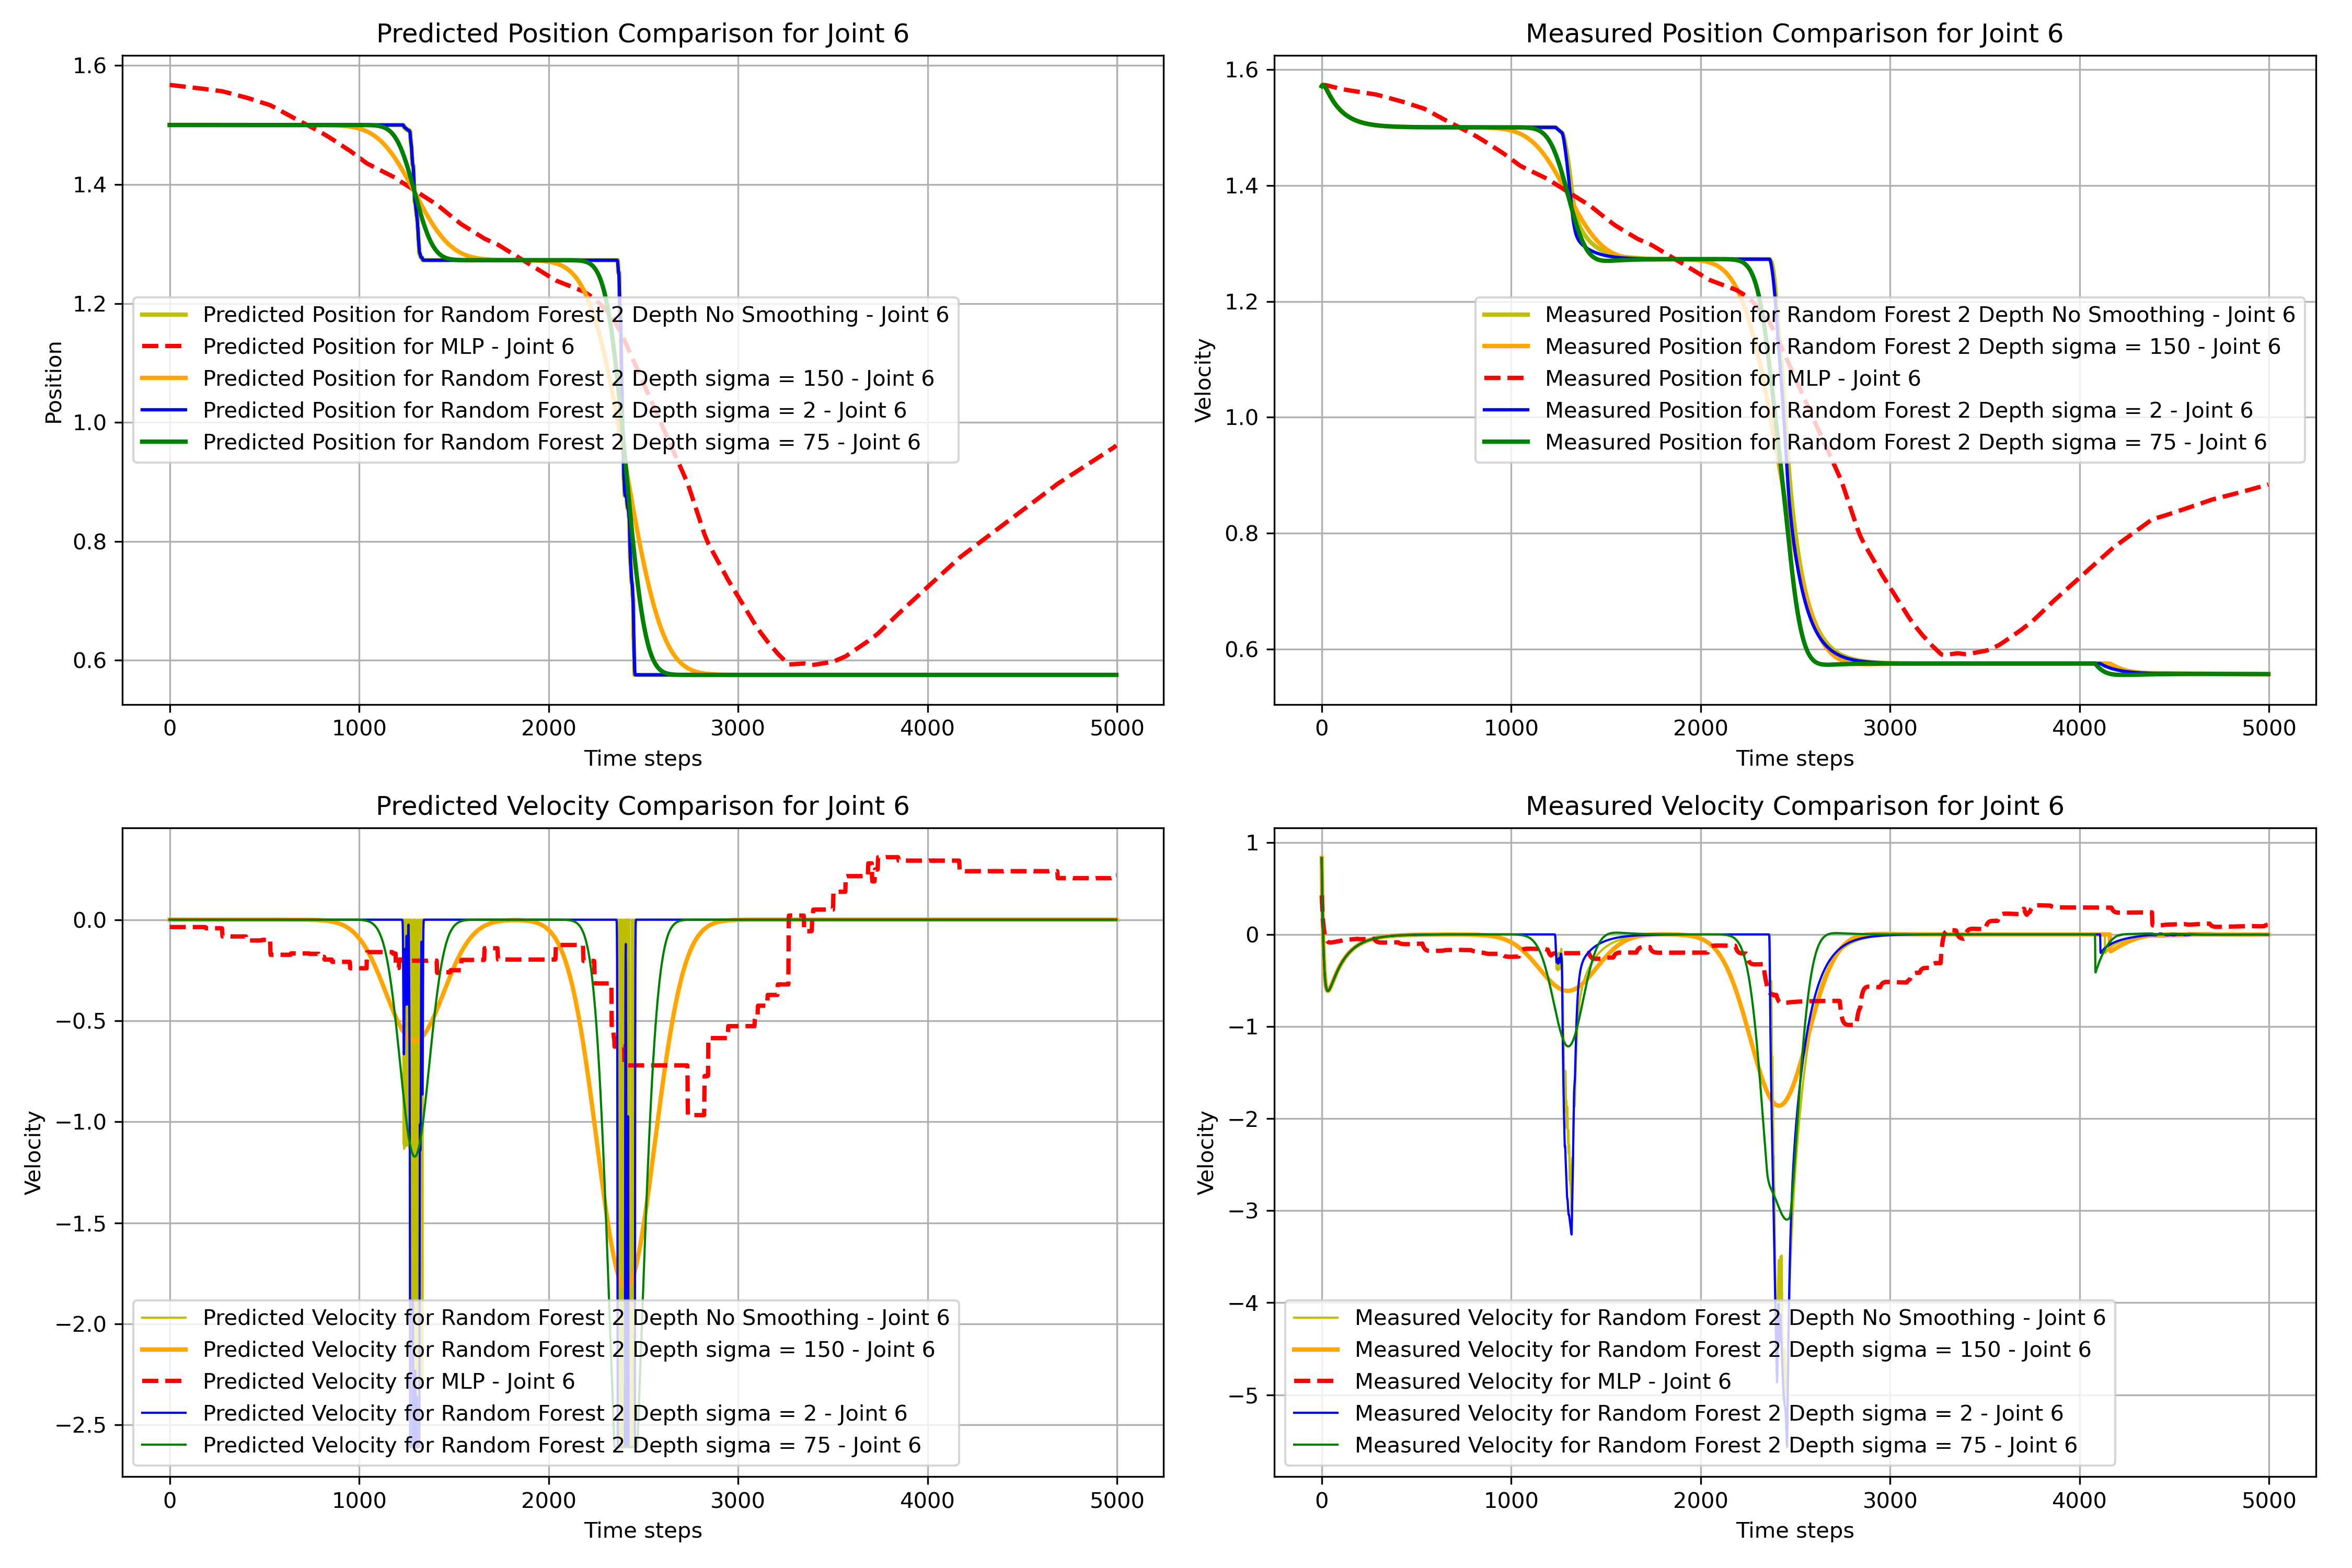 Predicted Position Comparison for Joint 6
1.6
1.4
1.2
1.0
0.8
0.6
Position
Predicted Position for Random Forest 2 Depth No Smoothing - Joint 6
Predicted Position for MLP - Joint 6
Predicted Position for Random Forest 2 Depth sigma = 150 - Joint 6
Predicted Position for Random Forest 2 Depth sigma = 2 - Joint 6
Predicted Position for Random Forest 2 Depth sigma = 75 - Joint 6
0 1000 2000 3000 4000 5000
Time steps
Measured Position Comparison for Joint 6
1.6
1.4
1.2
1.0
0.8
0.6
Velocity
Measured Position for Random Forest 2 Depth No Smoothing - Joint 6
Measured Position for Random Forest 2 Depth sigma = 150 - Joint 6
Measured Position for MLP - Joint 6
Measured Position for Random Forest 2 Depth sigma = 2 - Joint 6
Measured Position for Random Forest 2 Depth sigma = 75 - Joint 6
0 1000 2000 3000 4000 5000
Time steps
Predicted Velocity Comparison for Joint 6
0.0
−0.5
−1.0
−1.5
−2.0
−2.5
Velocity
Predicted Velocity for Random Forest 2 Depth No Smoothing - Joint 6
Predicted Velocity for Random Forest 2 Depth sigma = 150 - Joint 6
Predicted Velocity for MLP - Joint 6
Predicted Velocity for Random Forest 2 Depth sigma = 2 - Joint 6
Predicted Velocity for Random Forest 2 Depth sigma = 75 - Joint 6
0 1000 2000 3000 4000 5000
Time steps
Measured Velocity Comparison for Joint 6
1
0
−1
−2
−3
−4
−5
Velocity
Measured Velocity for Random Forest 2 Depth No Smoothing - Joint 6
Measured Velocity for Random Forest 2 Depth sigma = 150 - Joint 6
Measured Velocity for MLP - Joint 6
Measured Velocity for Random Forest 2 Depth sigma = 2 - Joint 6
Measured Velocity for Random Forest 2 Depth sigma = 75 - Joint 6
0 1000 2000 3000 4000 5000
Time steps